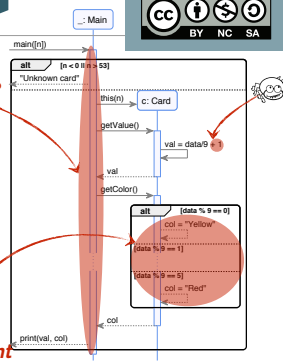 _: Main
cc
BY NC SA
main([n])
alt [n < 0 || n > 53]
"Unknown card"
this(n)
c: Card
getValue()
val = data/9 + 1
val
getColor()
alt [data % 9 == 0]
col = "Yellow"
[data % 9 == 1]
[data % 9 == 5]
col = "Red"
col
print(val, col)